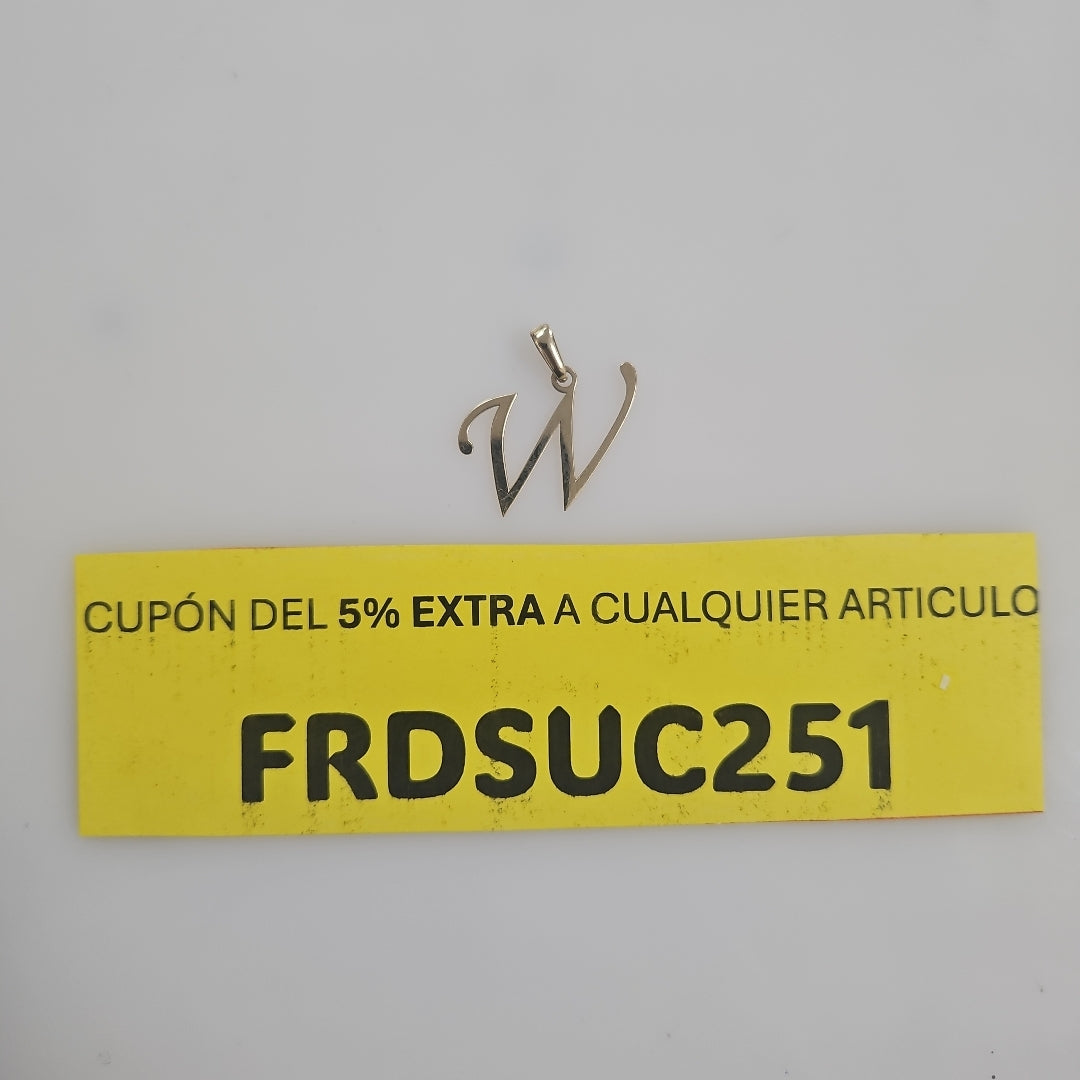 W
CUPÓN DEL 5% EXTRA A CUALQUIER ARTICULO
FRDSUC251